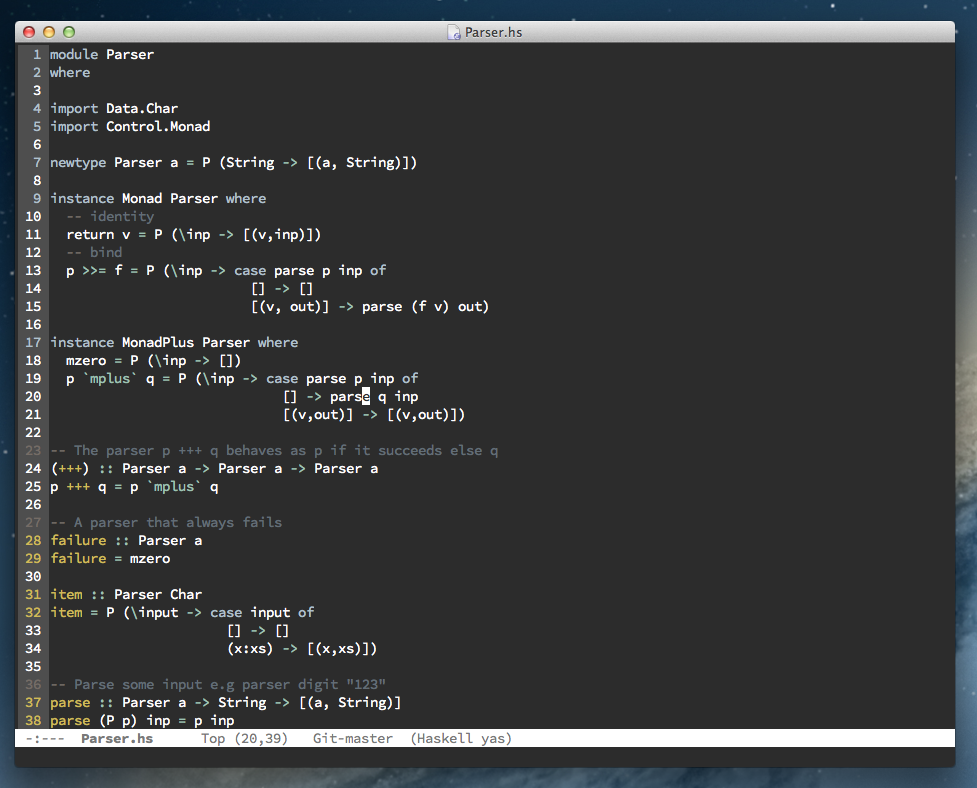 Parser.hs
1 module Parser
2 where
3
4 import Data.Char
5 import Control.Monad
6
7 newtype Parser a = P (String -> [(a, String)])
8
9 instance Monad Parser where
10   -- identity
11   return v = P (\inp -> [(v,inp)])
12   -- bind
13   p >>= f = P (\inp -> case parse p inp of
14                          [] -> []
15                          [(v, out)] -> parse (f v) out)
16
17 instance MonadPlus Parser where
18   mzero = P (\inp -> [])
19   p `mplus` q = P (\inp -> case parse p inp of
20                              [] -> parse q inp
21                              [(v,out)] -> [(v,out)])
22
23 -- The parser p +++ q behaves as p if it succeeds else q
24 (+++) :: Parser a -> Parser a -> Parser a
25 p +++ q = p `mplus` q
26
27 -- A parser that always fails
28 failure :: Parser a
29 failure = mzero
30
31 item :: Parser Char
32 item = P (\input -> case input of
33                       [] -> []
34                       (x:xs) -> [(x,xs)])
35
36 -- Parse some input e.g parser digit "123"
37 parse :: Parser a -> String -> [(a, String)]
38 parse (P p) inp = p inp
-:---  Parser.hs      Top (20,39)   Git-master  (Haskell yas)